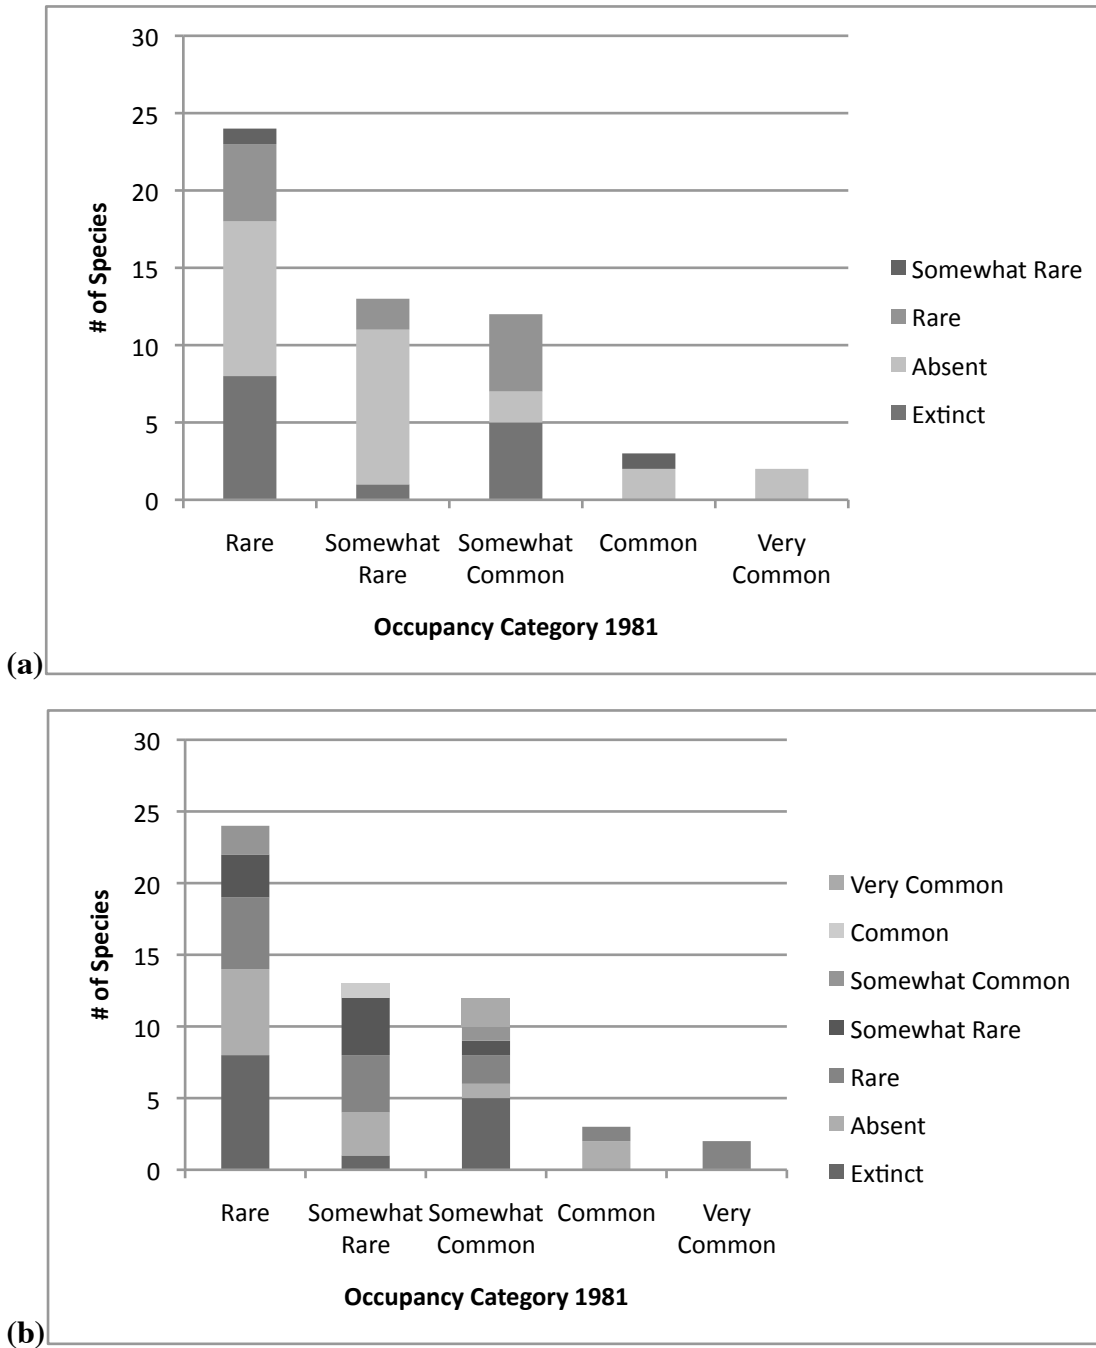 30
25
20
15
10
5
0
# of Species
Rare
Somewhat Rare
Somewhat Common
Common
Very Common
Occupancy Category 1981
Somewhat Rare
Rare
Absent
Extinct
(a)
30
25
20
15
10
5
0
# of Species
Rare
Somewhat Rare
Somewhat Common
Common
Very Common
Occupancy Category 1981
Very Common
Common
Somewhat Common
Somewhat Rare
Rare
Absent
Extinct
(b)